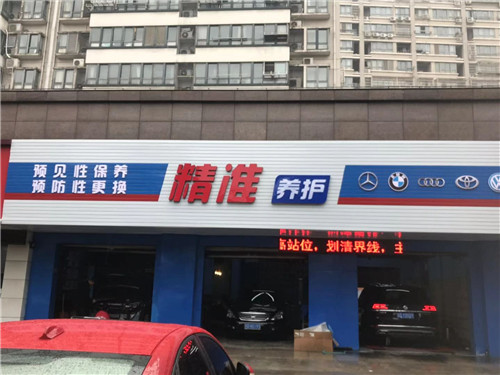 预见性保养
预防性更换
精准
养护
高站位，划清界线，主